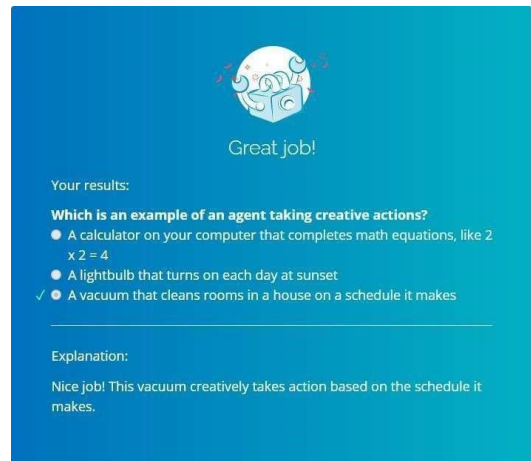 Great job!
Your results:
Which is an example of an agent taking creative actions?
A calculator on your computer that completes math equations, like 2
x 2 = 4
A lightbulb that turns on each day at sunset
A vacuum that cleans rooms in a house on a schedule it makes
Explanation:
Nice job! This vacuum creatively takes action based on the schedule it
makes.